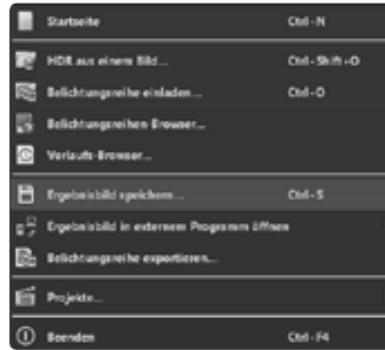 Startseite Ctrl-N
HDR aus einem Bild... Ctrl-Shift-O
Belichtungsreihe einladen... Ctrl-O
Belichtungsreihen-Browser...
Verlaufs-Browser...
Ergebnisbild speichern... Ctrl-S
Ergebnisbild in externem Programm öffnen
Belichtungsreihe exportieren...
Projekte...
Beenden Ctrl-F4